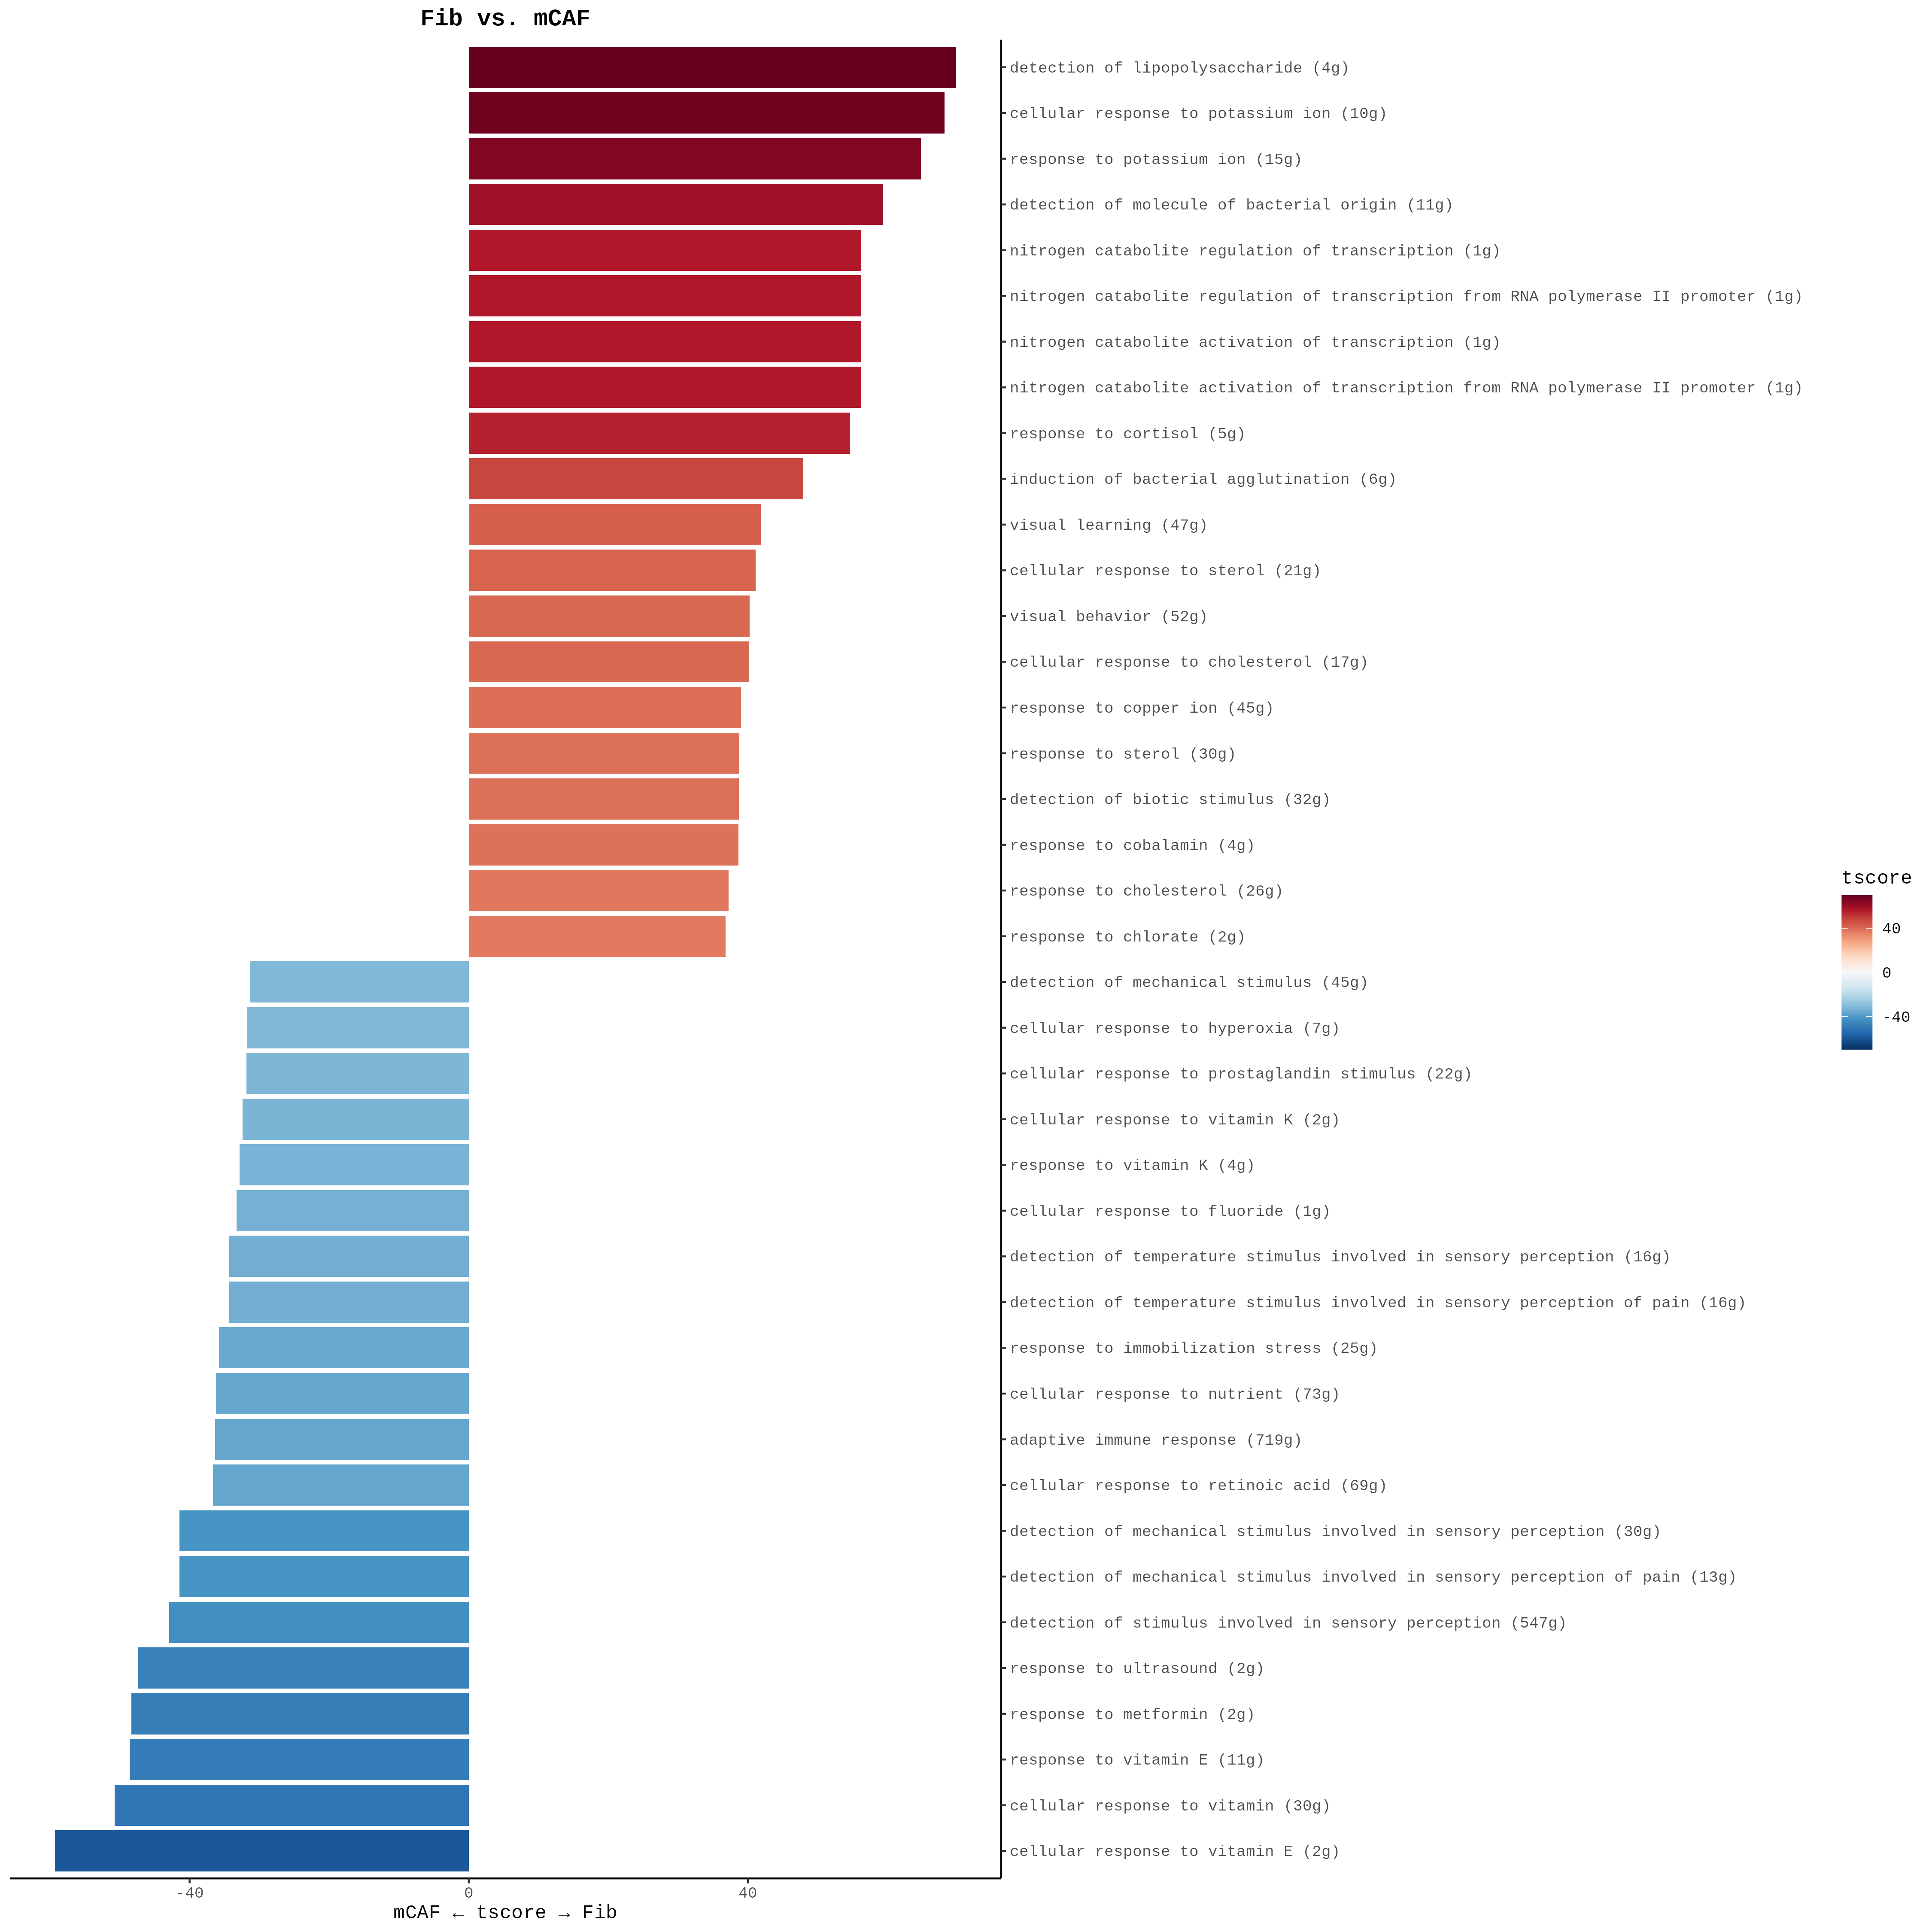 Fib vs. mCAF
detection of lipopolysaccharide (4g)
cellular response to potassium ion (10g)
response to potassium ion (15g)
detection of molecule of bacterial origin (11g)
nitrogen catabolite regulation of transcription (1g)
nitrogen catabolite regulation of transcription from RNA polymerase II promoter (1g)
nitrogen catabolite activation of transcription (1g)
nitrogen catabolite activation of transcription from RNA polymerase II promoter (1g)
response to cortisol (5g)
induction of bacterial agglutination (6g)
visual learning (47g)
cellular response to sterol (21g)
visual behavior (52g)
cellular response to cholesterol (17g)
response to copper ion (45g)
response to sterol (30g)
detection of biotic stimulus (32g)
response to cobalamin (4g)
response to cholesterol (26g)
response to chlorate (2g)
detection of mechanical stimulus (45g)
cellular response to hyperoxia (7g)
cellular response to prostaglandin stimulus (22g)
cellular response to vitamin K (2g)
response to vitamin K (4g)
cellular response to fluoride (1g)
detection of temperature stimulus involved in sensory perception (16g)
detection of temperature stimulus involved in sensory perception of pain (16g)
response to immobilization stress (25g)
cellular response to nutrient (73g)
adaptive immune response (719g)
cellular response to retinoic acid (69g)
detection of mechanical stimulus involved in sensory perception (30g)
detection of mechanical stimulus involved in sensory perception of pain (13g)
detection of stimulus involved in sensory perception (547g)
response to ultrasound (2g)
response to metformin (2g)
response to vitamin E (11g)
cellular response to vitamin (30g)
cellular response to vitamin E (2g)
-40 0 40
mCAF ← tscore → Fib
tscore
40
0
-40